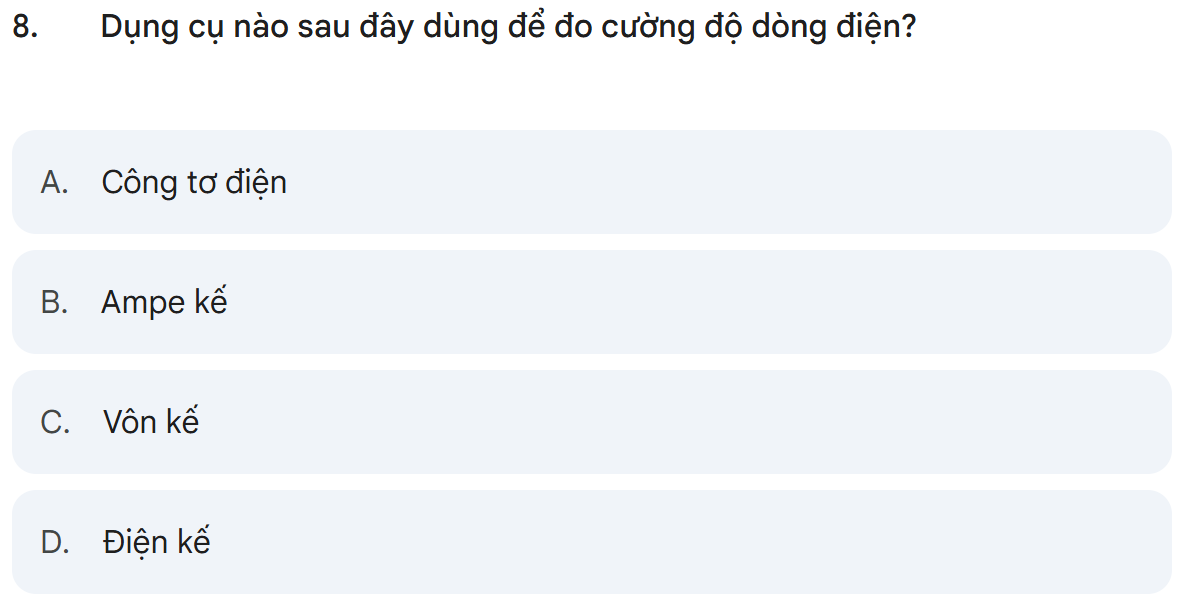 8. Dụng cụ nào sau đây dùng để đo cường độ dòng điện?
A. Công tơ điện
B. Ampe kế
C. Vôn kế
D. Điện kế